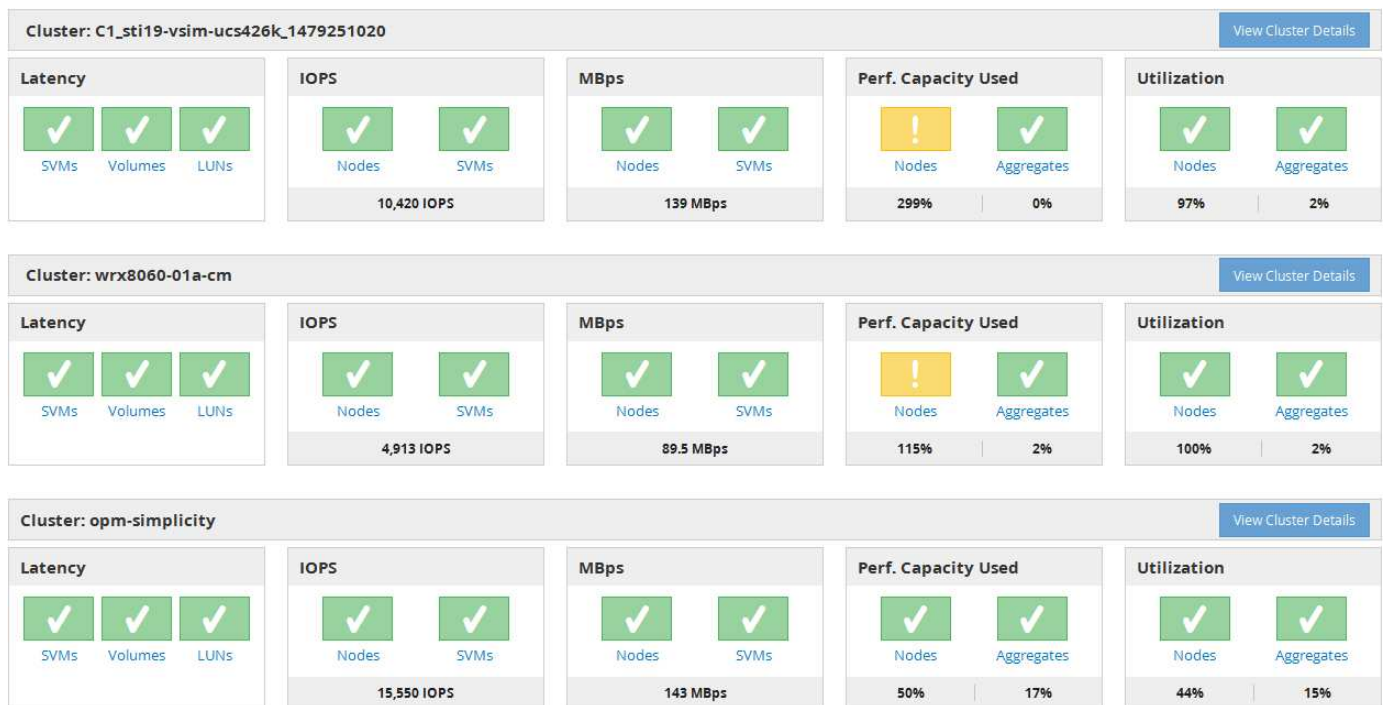 Cluster: C1_sti19-vsim-ucs426k_1479251020 View Cluster Details
Latency IOPS MBps Perf. Capacity Used Utilization
SVMs Volumes LUNs Nodes SVMs Nodes SVMs Nodes Aggregates Nodes Aggregates
10,420 IOPS 139 MBps 299% 0% 97% 2%
Cluster: wrx8060-01a-cm View Cluster Details
Latency IOPS MBps Perf. Capacity Used Utilization
SVMs Volumes LUNs Nodes SVMs Nodes SVMs Nodes Aggregates Nodes Aggregates
4,913 IOPS 89.5 MBps 115% 2% 100% 2%
Cluster: opm-simplicity View Cluster Details
Latency IOPS MBps Perf. Capacity Used Utilization
SVMs Volumes LUNs Nodes SVMs Nodes SVMs Nodes Aggregates Nodes Aggregates
15,550 IOPS 143 MBps 50% 17% 44% 15%